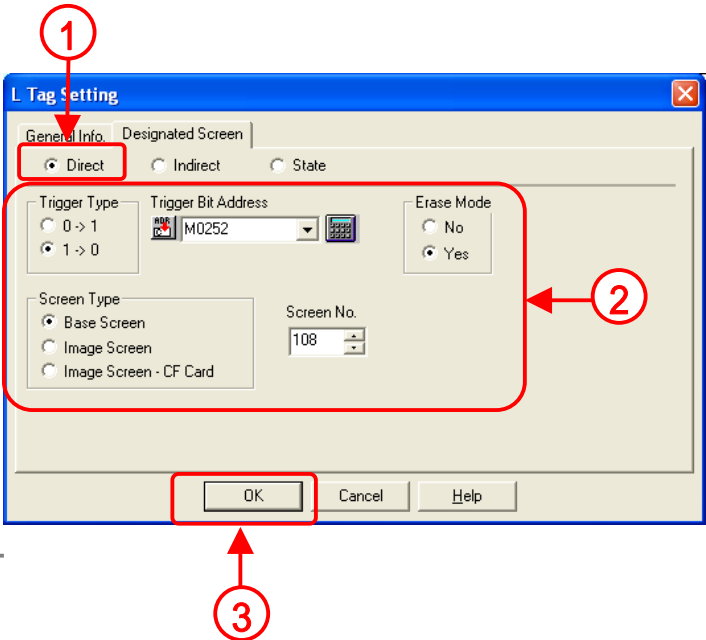 1
L Tag Setting
General Info. Designated Screen
Direct Indirect State
Trigger Type Trigger Bit Address Erase Mode
0 -> 1 M0252 No
1 -> 0 Yes
2
Screen Type Screen No.
Base Screen 108
Image Screen
Image Screen - CF Card
OK Cancel Help
3